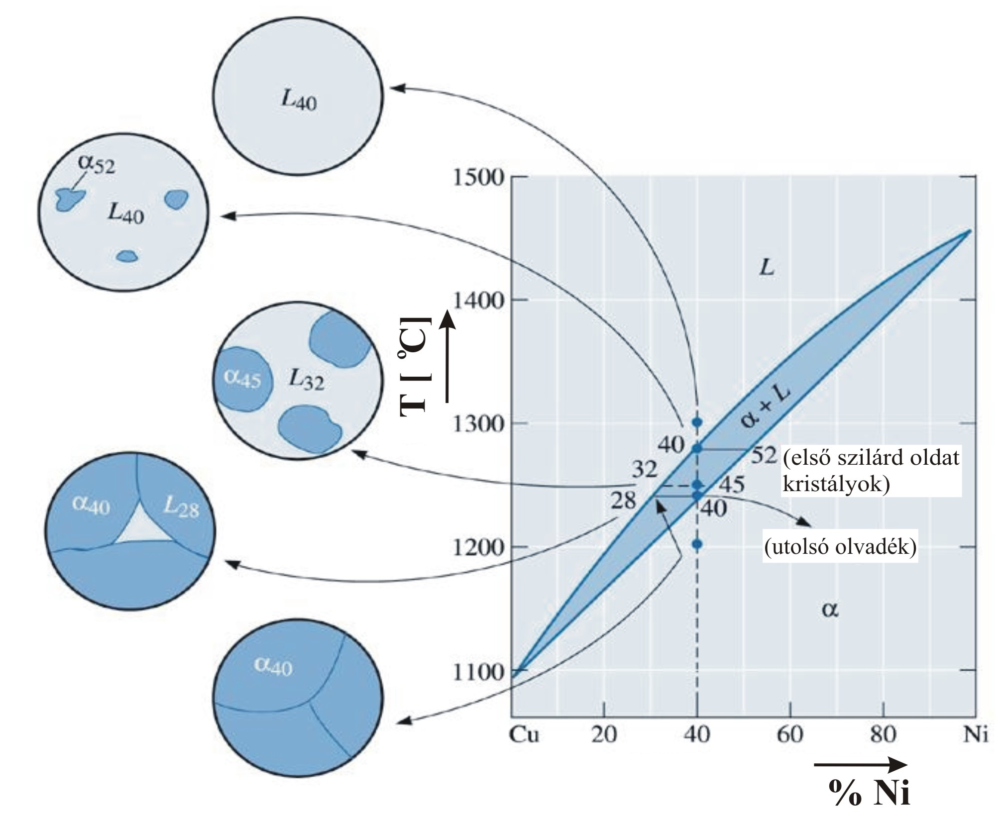 L40
α52
L40
1500
L
1400
T [ °C]
α45
L32
α + L
1300
40
52
(első szilárd oldat
kristályok)
32
45
28
40
α40
L28
1200
(utolsó olvadék)
α
α40
1100
Cu
20
40
60
80
Ni
% Ni